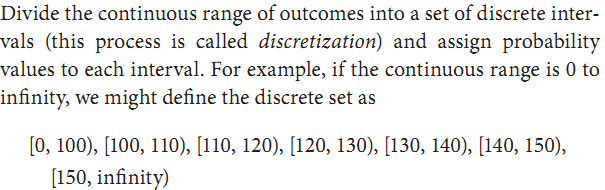 Divide the continuous range of outcomes into a set of discrete inter-
vals (this process is called discretization) and assign probability
values to each interval. For example, if the continuous range is 0 to
infinity, we might define the discrete set as
[0, 100), [100, 110), [110, 120), [120, 130), [130, 140), [140, 150),
[150, infinity)